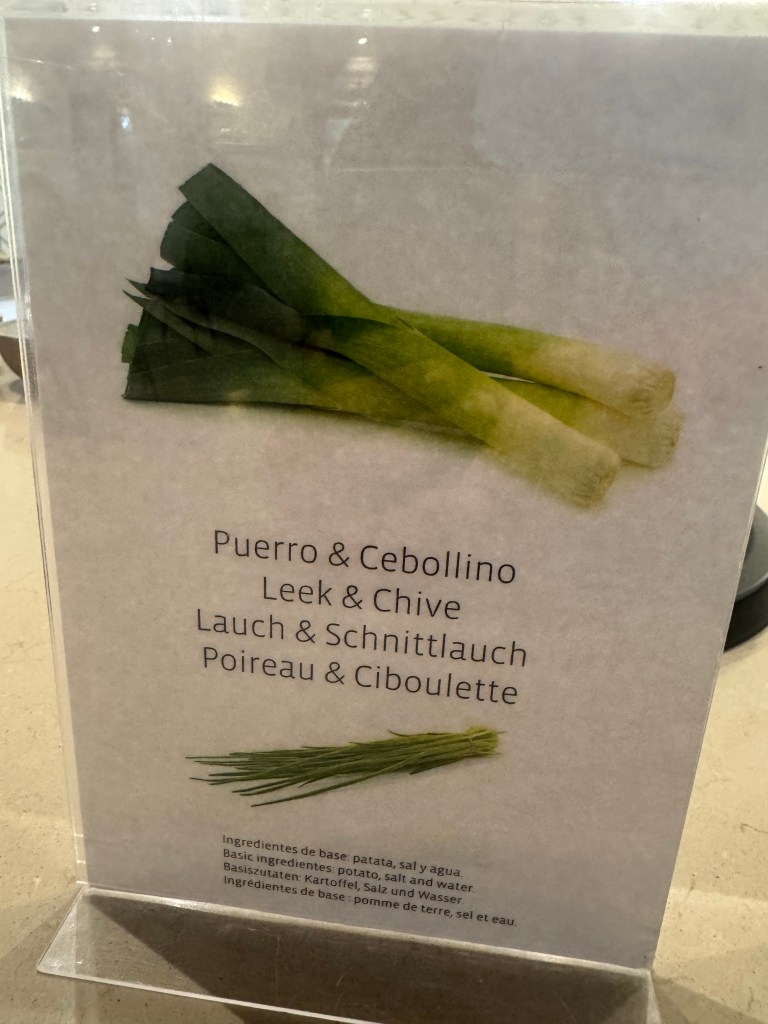 Puerro & Cebollino
Leek & Chive
Lauch & Schnittlauch
Poireau & Ciboulette
Ingredientes de base: patata, sal y agua.
Basic ingredients: potato, salt and water.
Basiszutaten: Kartoffel, Salz und Wasser.
Ingrédientes de base : pomme de terre, sel et eau.